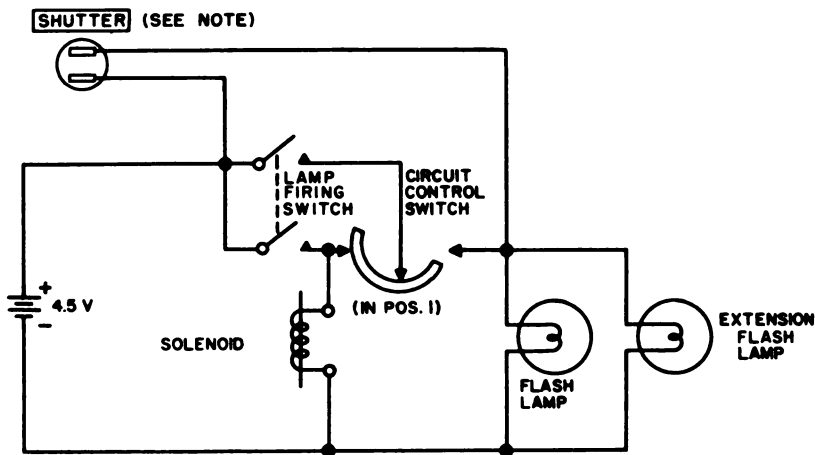 SHUTTER (SEE NOTE)
LAMP
FIRING
SWITCH
CIRCUIT
CONTROL
SWITCH
+
4.5 V
−
(IN POS. 1)
SOLENOID
EXTENSION
FLASH
LAMP
FLASH
LAMP